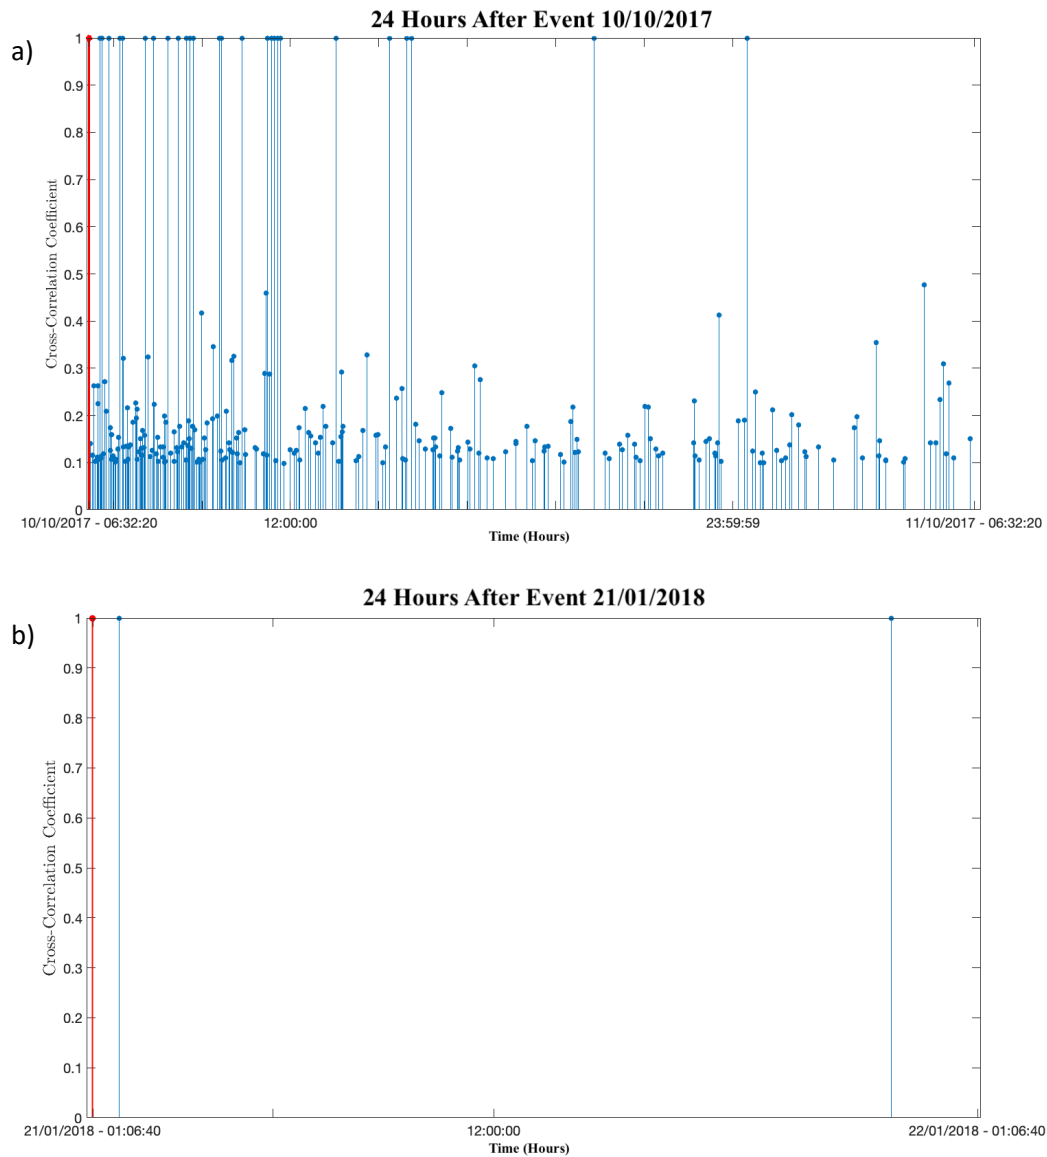 24 Hours After Event 10/10/2017
a)
1
0.9
0.8
0.7
0.6
0.5
0.4
0.3
0.2
0.1
0
Cross-Correlation Coefficient
10/10/2017 - 06:32:20 12:00:00 23:59:59 11/10/2017 - 06:32:20
Time (Hours)
24 Hours After Event 21/01/2018
b)
1
0.9
0.8
0.7
0.6
0.5
0.4
0.3
0.2
0.1
0
Cross-Correlation Coefficient
21/01/2018 - 01:06:40 12:00:00 22/01/2018 - 01:06:40
Time (Hours)